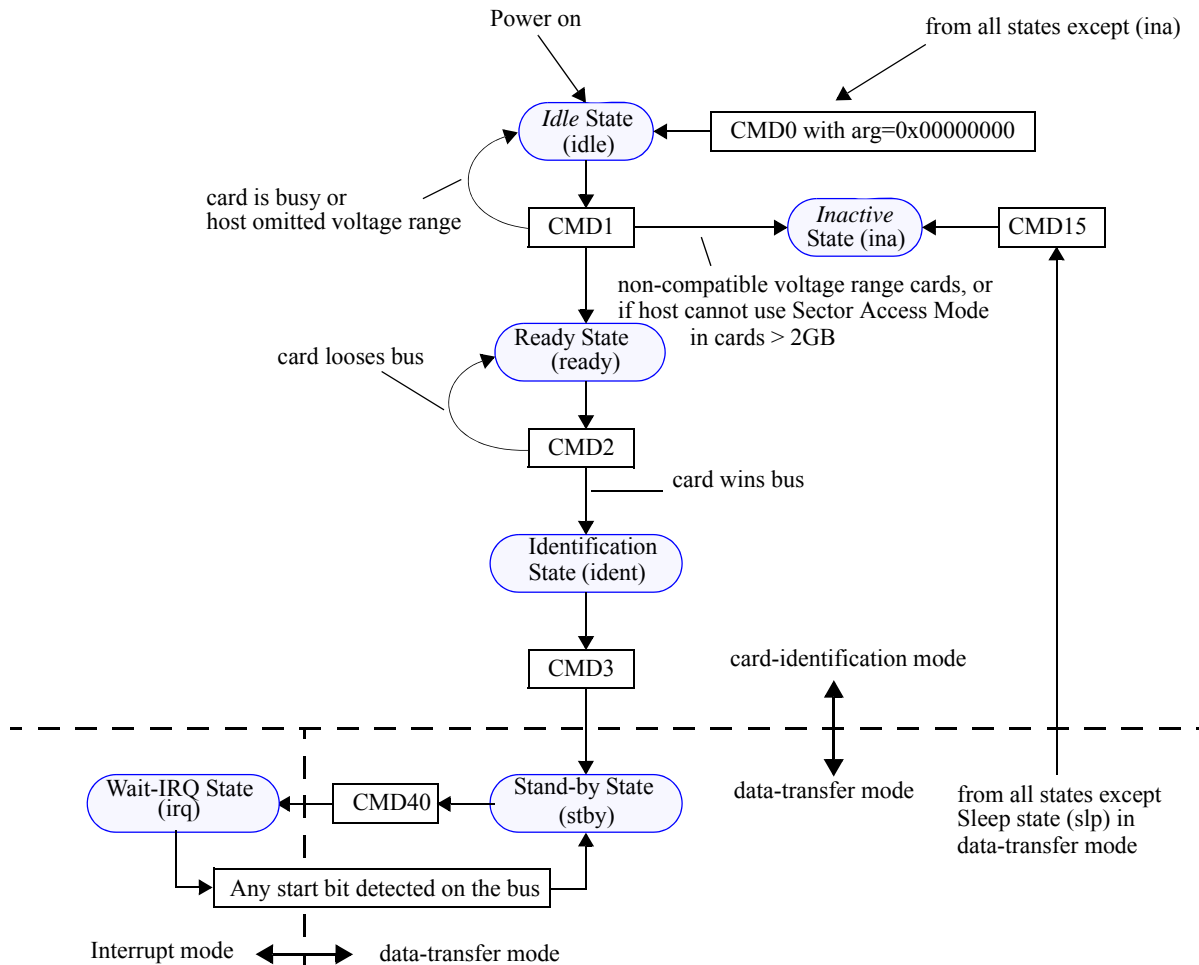 Power on
from all states except (ina)
Idle State
(idle)
CMD0 with arg=0x00000000
card is busy or
host omitted voltage range
CMD1
Inactive
State (ina)
CMD15
non-compatible voltage range cards, or
if host cannot use Sector Access Mode
in cards > 2GB
Ready State
(ready)
card looses bus
CMD2
card wins bus
Identification
State (ident)
CMD3
card-identification mode
data-transfer mode
Wait-IRQ State
(irq)
CMD40
Stand-by State
(stby)
from all states except
Sleep state (slp) in
data-transfer mode
Any start bit detected on the bus
Interrupt mode
data-transfer mode